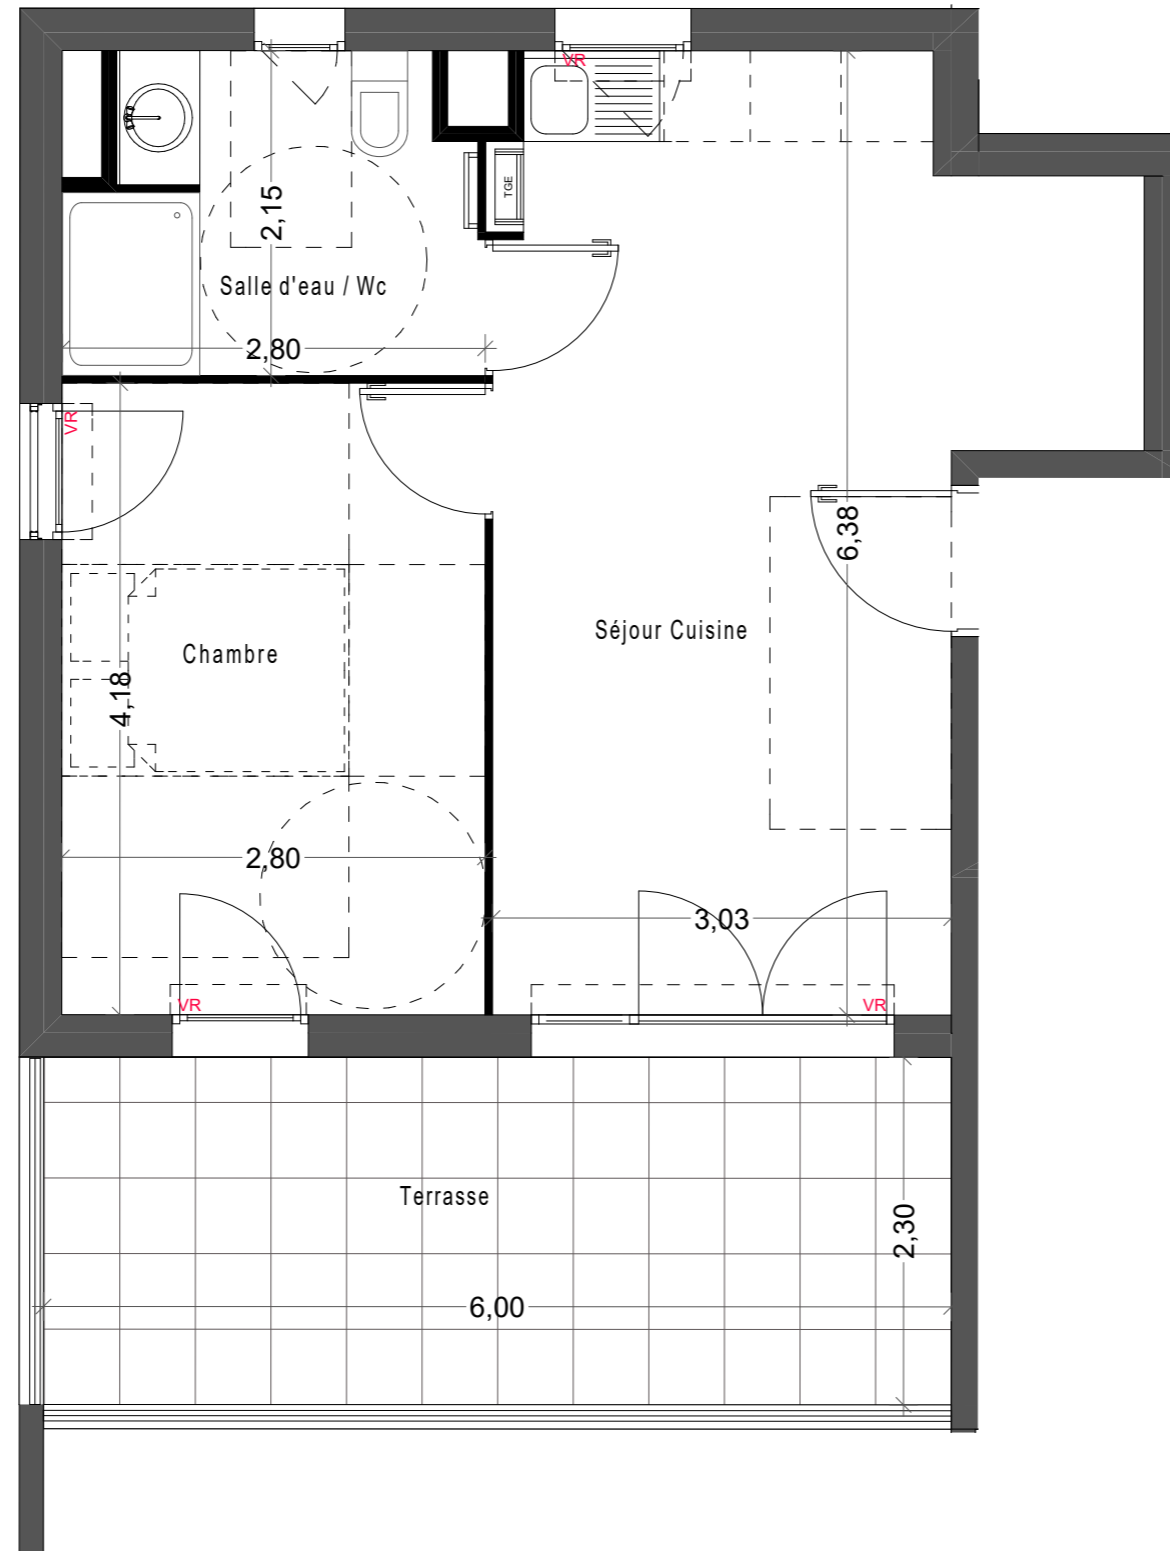 VR
TGE
2,15
Salle d'eau / Wc
2,80
VR
6,38
Séjour Cuisine
Chambre
4,18
2,80
3,03
VR
VR
Terrasse
2,30
6,00